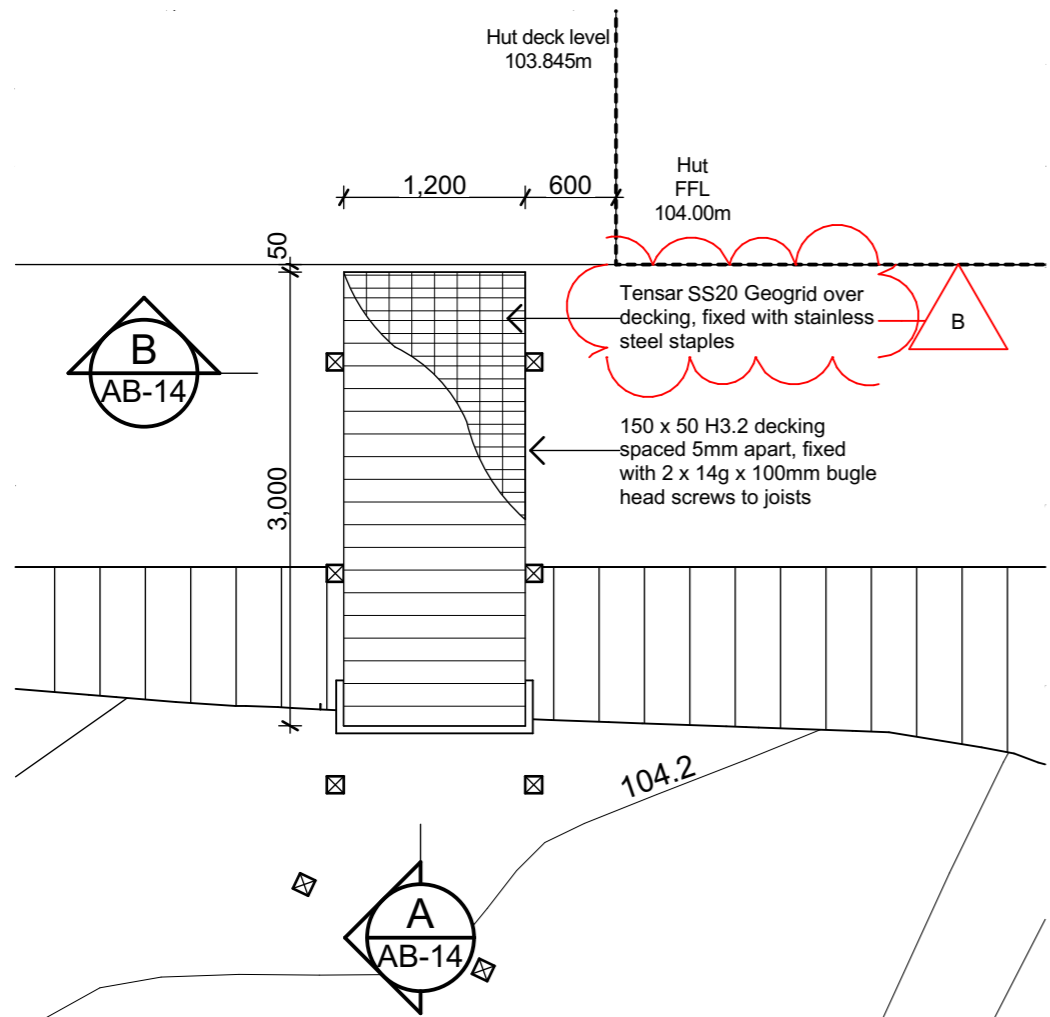 Hut deck level
103.845m
Hut
FFL
104.00m
1,200
600
50
Tensar SS20 Geogrid over
decking, fixed with stainless
steel staples
B
B
AB-14
150 x 50 H3.2 decking
spaced 5mm apart, fixed
with 2 x 14g x 100mm bugle
head screws to joists
3,000
104.2
A
AB-14